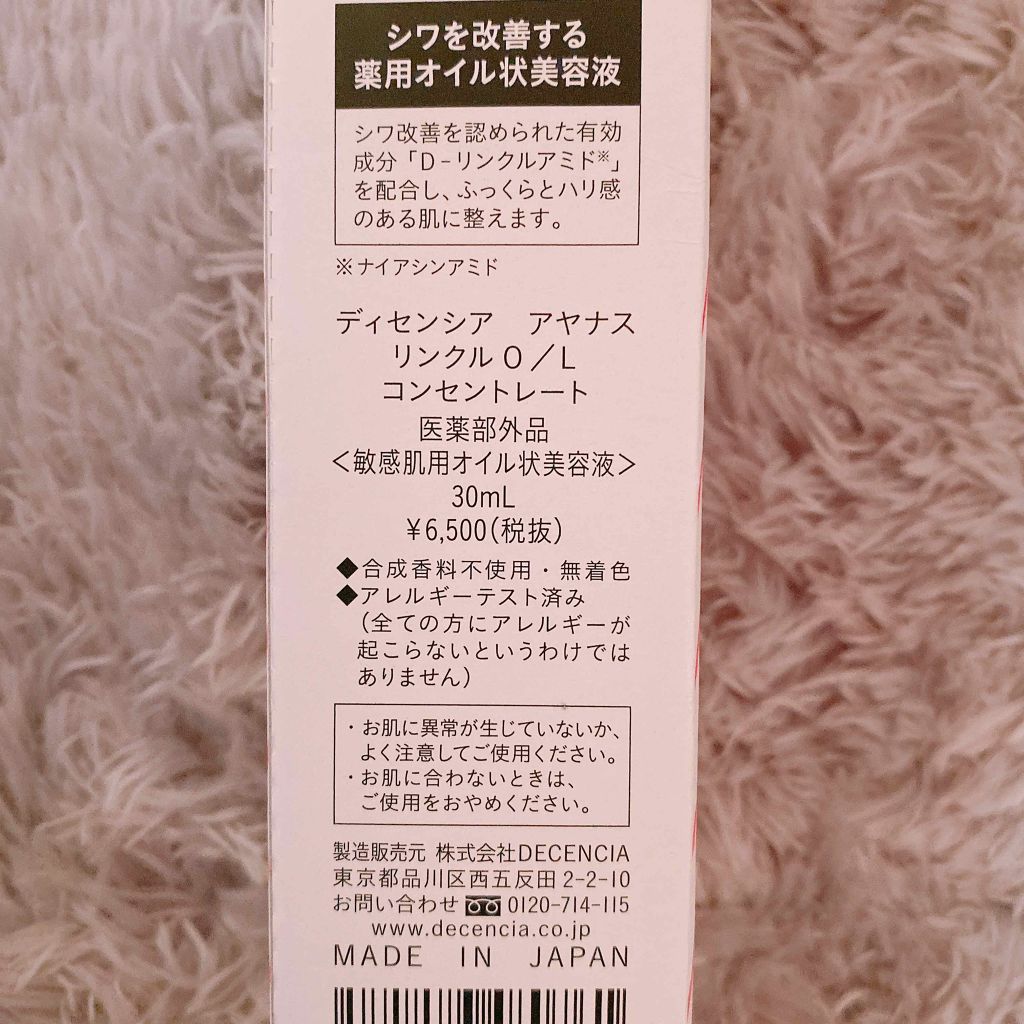 シワを改善する
薬用オイル状美容液
シワ改善を認められた有効
成分「D-リンクルアミド※」
を配合し、ふっくらとハリ感
のある肌に整えます。
※ナイアシンアミド
ディセンシア アヤナス
リンクル O/L
コンセントレート
医薬部外品
<敏感肌用オイル状美容液>
30mL
¥6,500(税抜)
◆合成香料不使用・無着色
◆アレルギーテスト済み
(全ての方にアレルギーが
起こらないというわけでは
ありません)
・お肌に異常が生じていないか、
よく注意してご使用ください。
・お肌に合わないときは、
ご使用をおやめください。
製造販売元 株式会社DECENCIA
東京都品川区西五反田2-2-10
お問い合わせ 0120-714-115
www.decencia.co.jp
MADE IN JAPAN